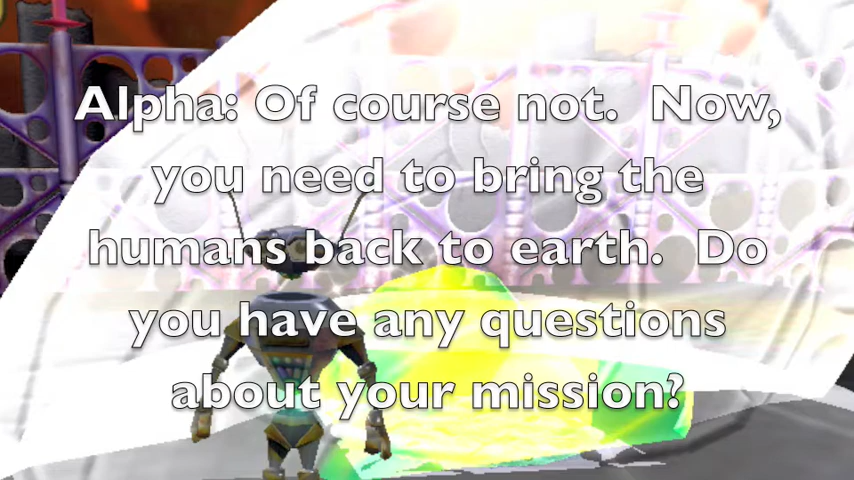 Alpha: Of course not.  Now,
you need to bring the
humans back to earth.  Do
you have any questions
about your mission?